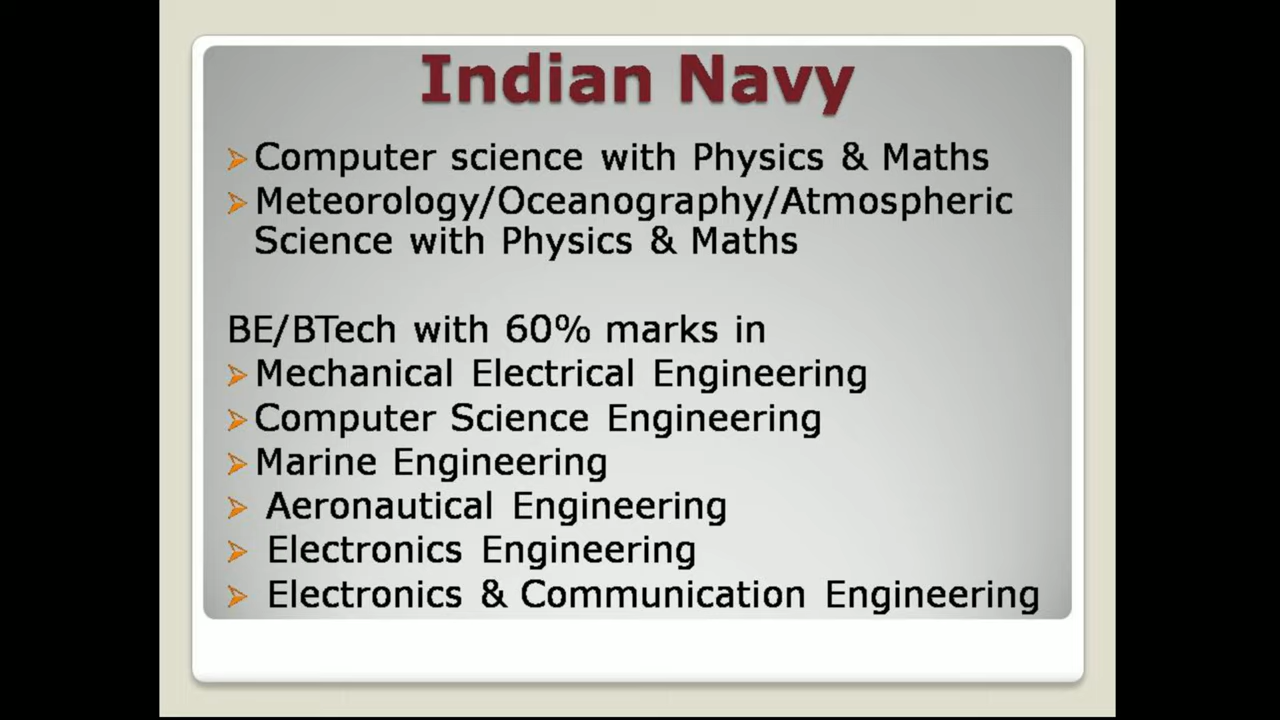 Indian Navy
Computer science with Physics & Maths
Meteorology/Oceanography/Atmospheric
Science with Physics & Maths
BE/BTech with 60% marks in
Mechanical Electrical Engineering
Computer Science Engineering
Marine Engineering
Aeronautical Engineering
Electronics Engineering
Electronics & Communication Engineering